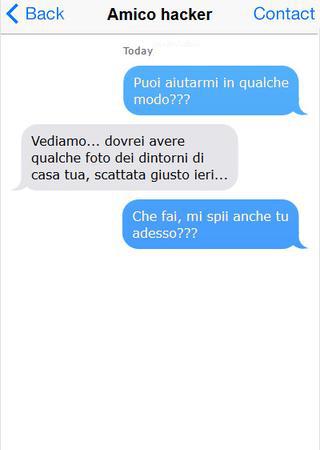 Back Amico hacker Contact
Today
Puoi aiutarmi in qualche
modo???
Vediamo... dovrei avere
qualche foto dei dintorni di
casa tua, scattata giusto ieri...
Che fai, mi spii anche tu
adesso???